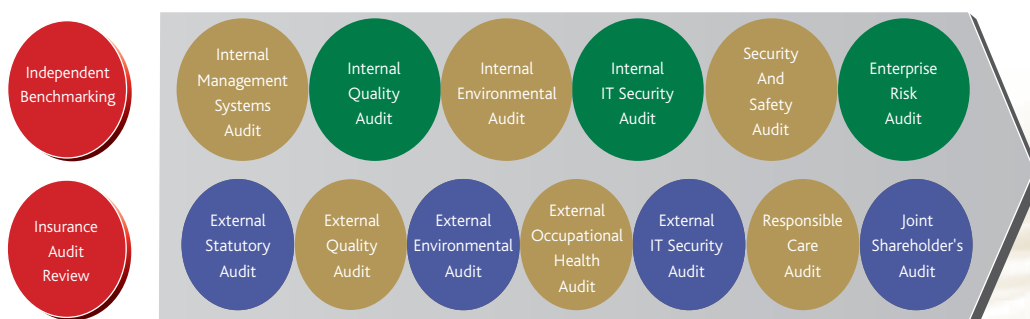 Independent
Benchmarking
Internal
Management
Systems
Audit
Internal
Quality
Audit
Internal
Environmental
Audit
Internal
IT Security
Audit
Security
And
Safety
Audit
Enterprise
Risk
Audit
Insurance
Audit
Review
External
Statutory
Audit
External
Quality
Audit
External
Environmental
Audit
External
Occupational
Health
Audit
External
IT Security
Audit
Responsible
Care
Audit
Joint
Shareholder's
Audit